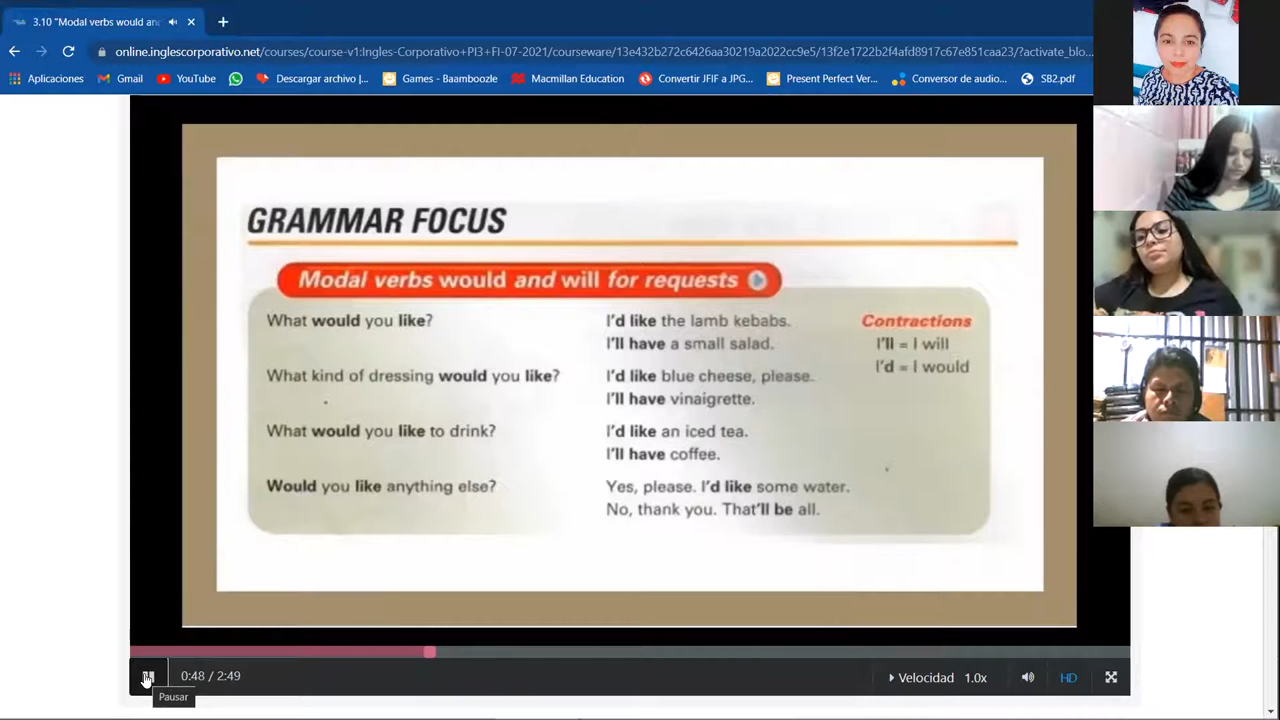 3.10 "Modal verbs would an
online.inglescorporativo.net/courses/course-v1:Ingles-Corporativo+PI3+FI-07-2021/courseware/13e432b272c6426aa30219a2022cc9e5/13f2e1722b2f4afd8917c67e851caa23/?activate_blo...
Aplicaciones Gmail YouTube Descargar archivo |... Games - Baamboozle Macmillan Education Convertir JFIF a JPG... Present Perfect Ver... Conversor de audio... SB2.pdf
GRAMMAR FOCUS
Modal verbs would and will for requests
What would you like? I'd like the lamb kebabs. Contractions
I'll have a small salad. I'll = I will
I'd = I would
What kind of dressing would you like? I'd like blue cheese, please.
I'll have vinaigrette.
What would you like to drink? I'd like an iced tea.
I'll have coffee.
Would you like anything else? Yes, please. I'd like some water.
No, thank you. That'll be all.
0:48 / 2:49 Velocidad 1.0x HD
Pausar